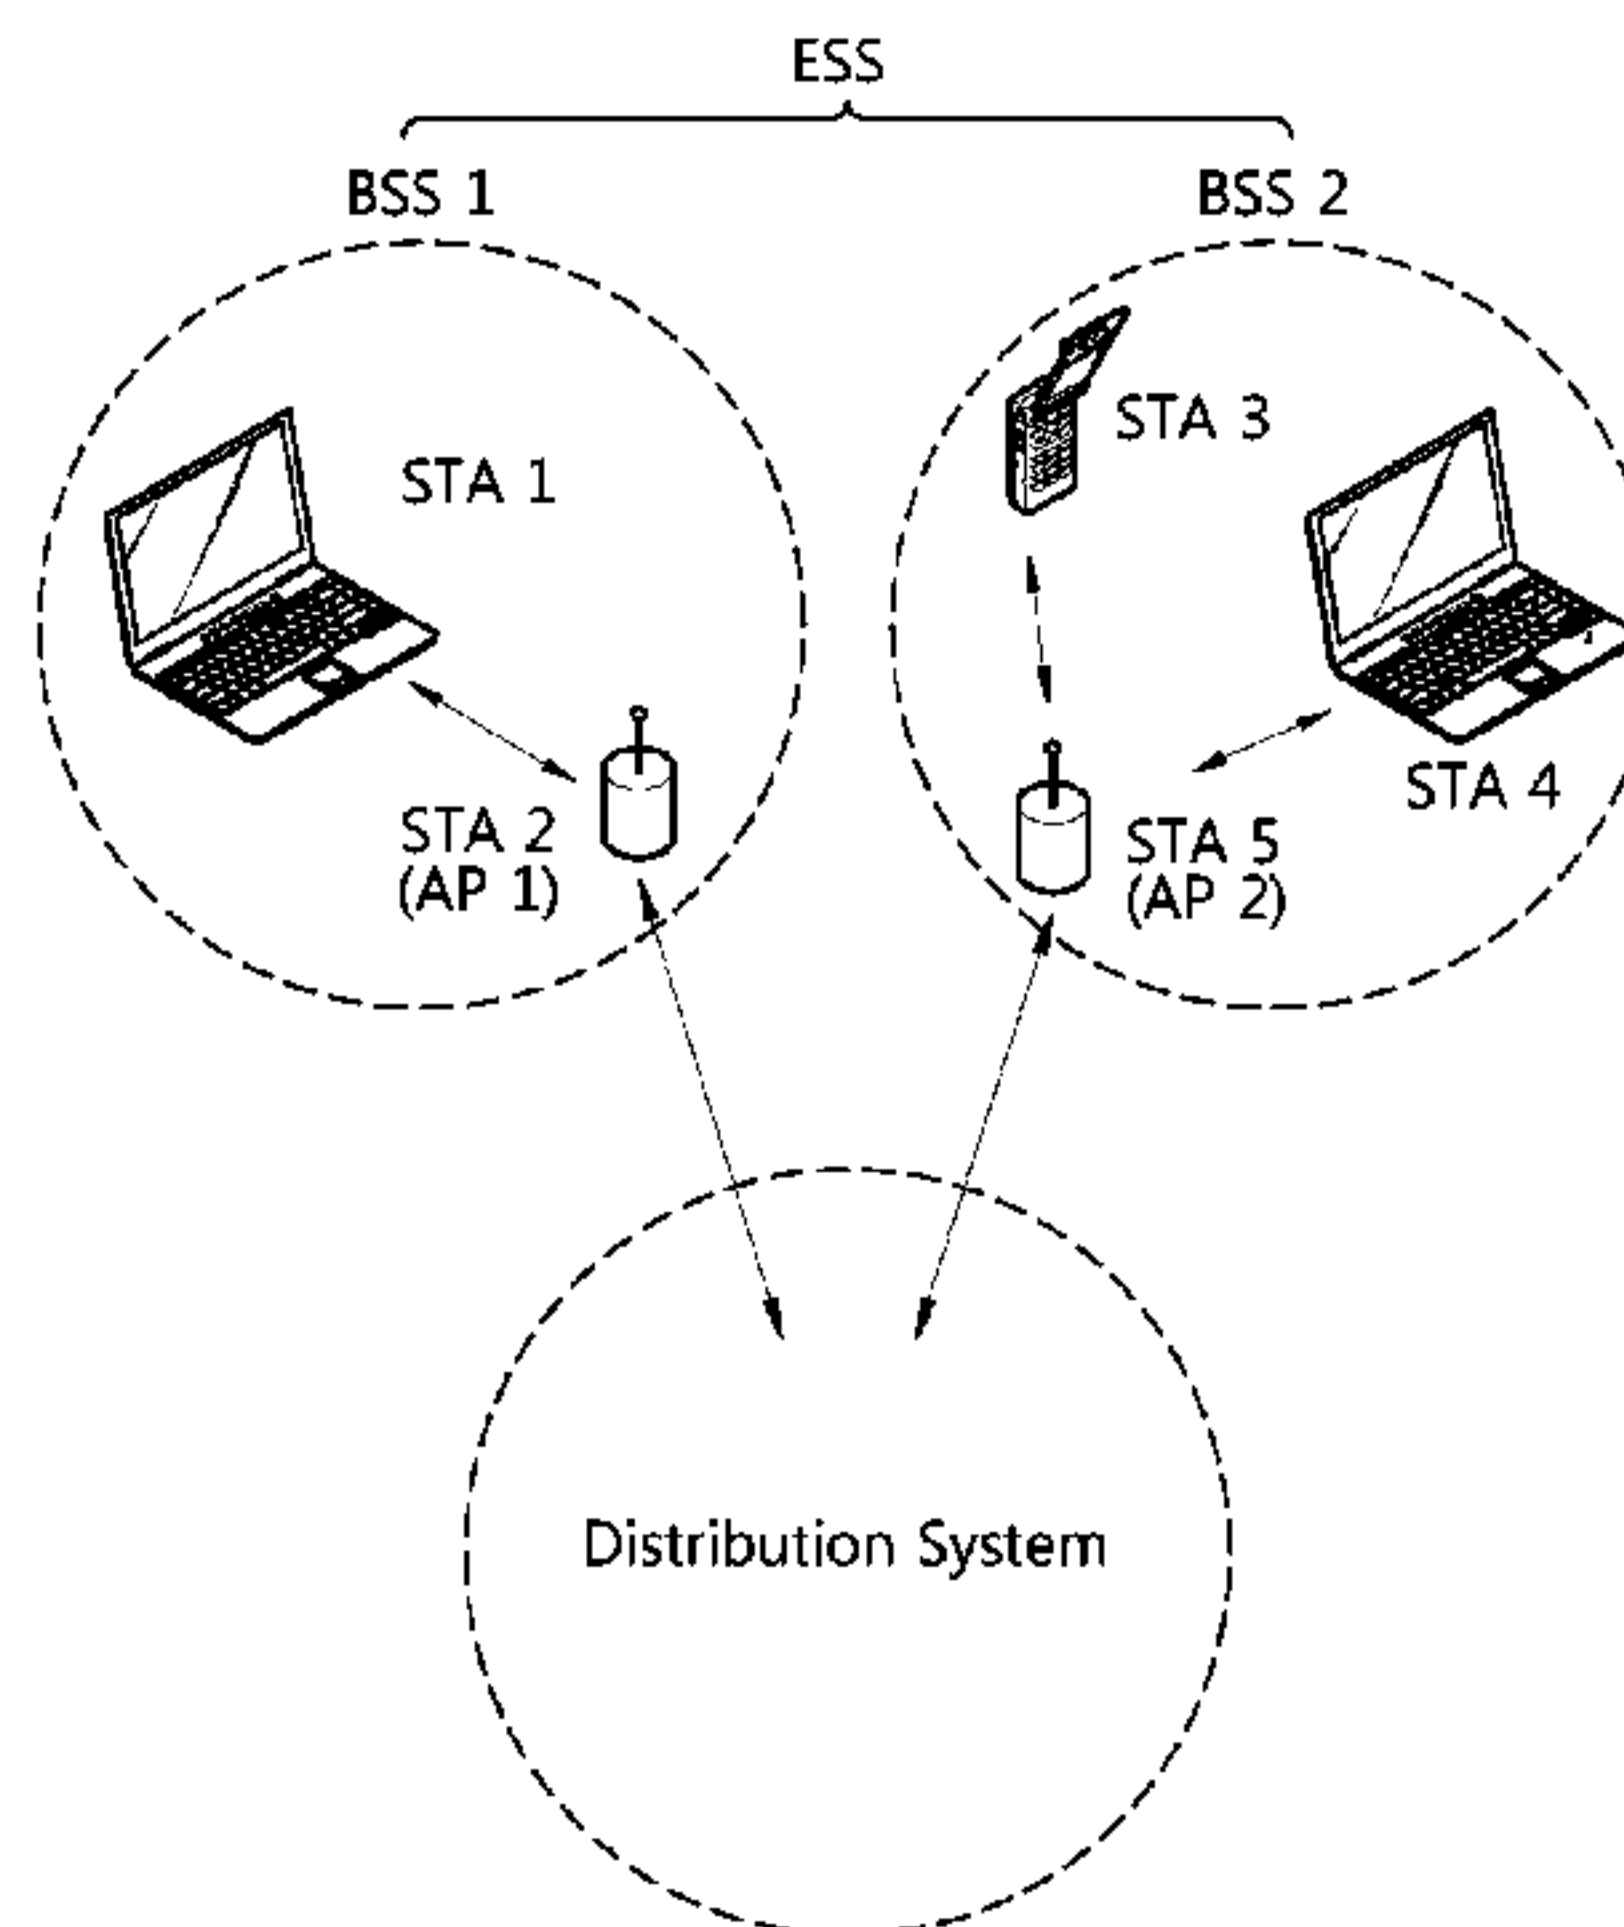 ESS
BSS 1
BSS 2
STA 1
STA 3
STA 2
(AP 1)
STA 4
STA 5
(AP 2)
Distribution System